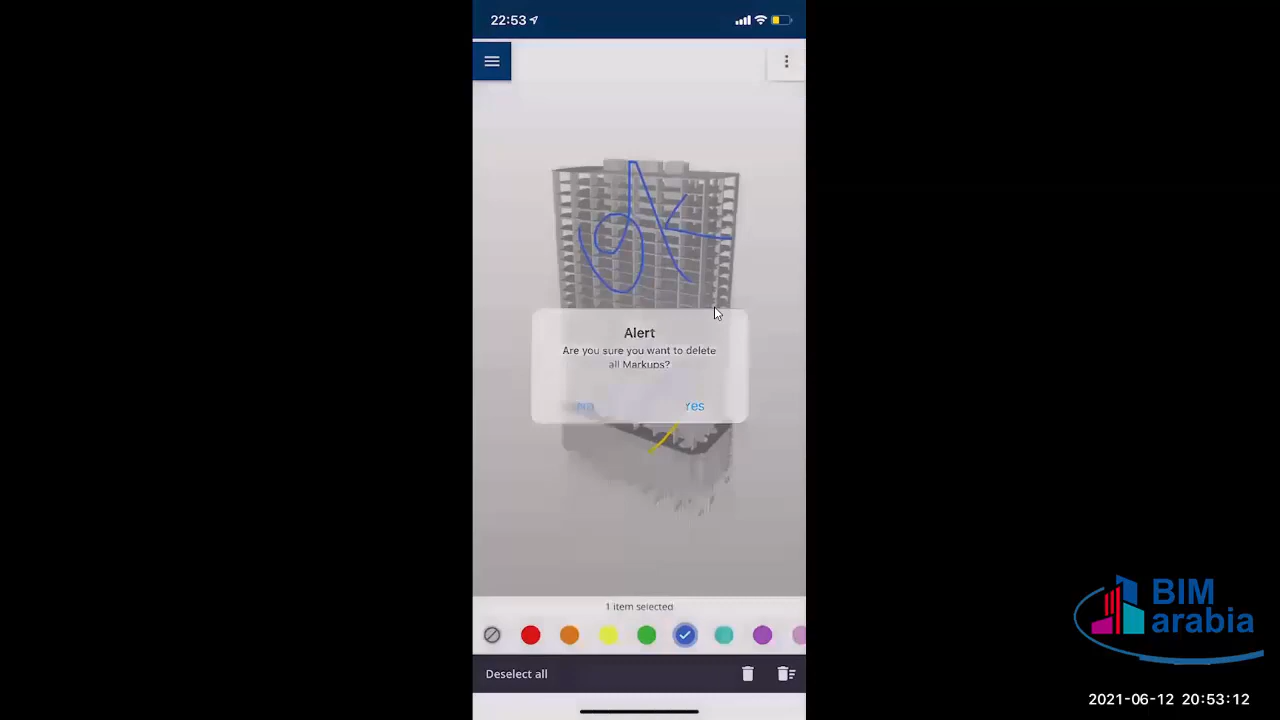 22:53
OK
Alert
Are you sure you want to delete
all Markups?
Yes
1 item selected
Deselect all
BIM
arabia
2021-06-12 20:53:12